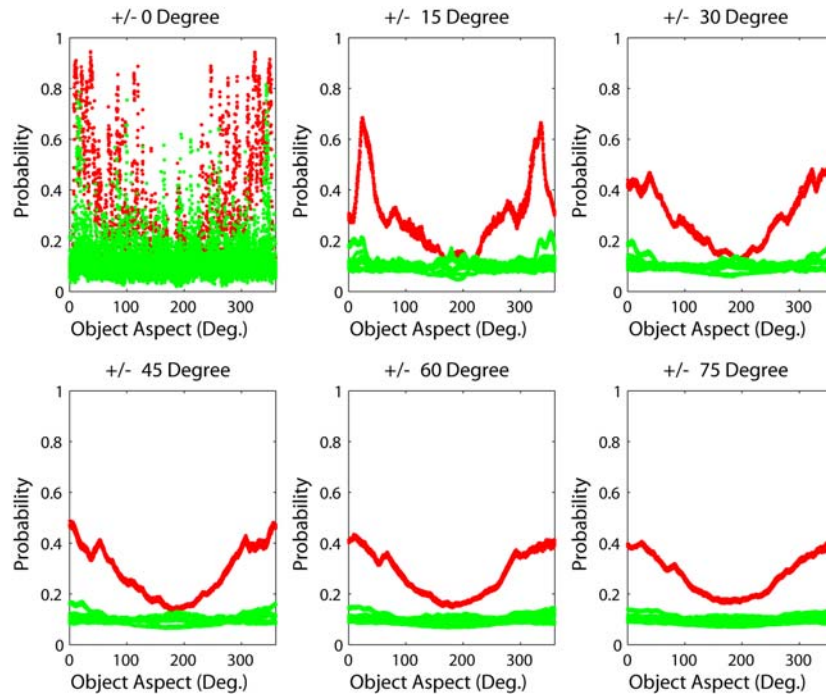 +/- 0 Degree
+/-  15 Degree
+/-  30 Degree
1
0.8
0.6
0.4
0.2
0
Probability
0 100 200 300
Object Aspect (Deg.)
1
0.8
0.6
0.4
0.2
0
Probability
0 100 200 300
Object Aspect (Deg.)
1
0.8
0.6
0.4
0.2
0
Probability
0 100 200 300
Object Aspect (Deg.)
+/-  45 Degree
+/-  60 Degree
+/-  75 Degree
1
0.8
0.6
0.4
0.2
0
Probability
0 100 200 300
Object Aspect (Deg.)
1
0.8
0.6
0.4
0.2
0
Probability
0 100 200 300
Object Aspect (Deg.)
1
0.8
0.6
0.4
0.2
0
Probability
0 100 200 300
Object Aspect (Deg.)